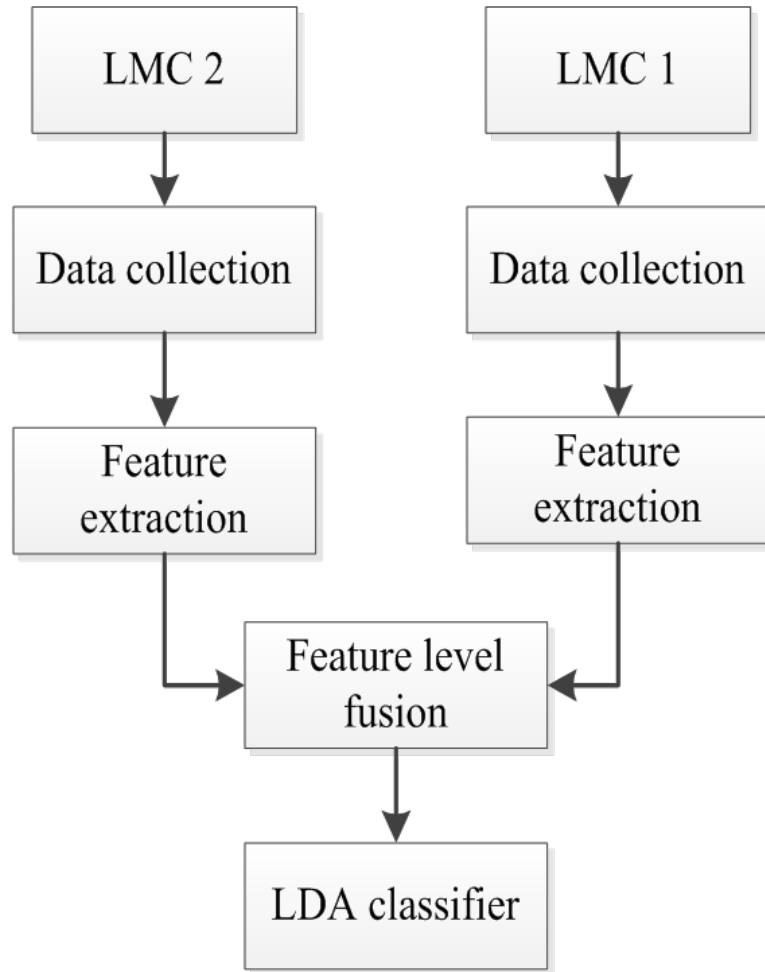 LMC 2
LMC 1
Data collection
Data collection
Feature
extraction
Feature
extraction
Feature level
fusion
LDA classifier